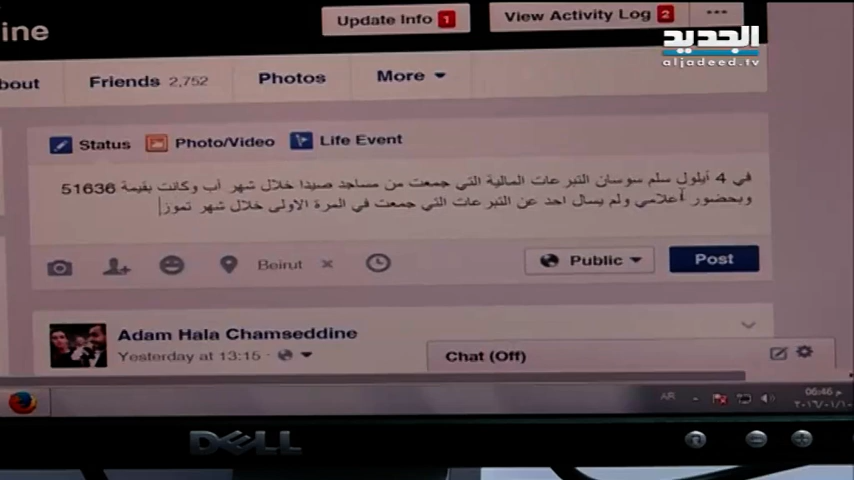 ine
Update Info 1
View Activity Log 2
•••
الجديد
aljadeed.tv
bout
Friends 2,752
Photos
More
Status
Photo/Video
Life Event
في 4 أيلول سلم سوسان التبرعات المالية التي جمعت من مساجد صيدا خلال شهر آب وكانت بقيمة 51636
وبحضور أعلامي ولم يسال احد عن التبرعات التي جمعت في المرة الاولى خلال شهر تموز
Beirut ×
Public
Post
Adam Hala Chamseddine
Yesterday at 13:15
Chat (Off)
AR
06:46 م
DELL